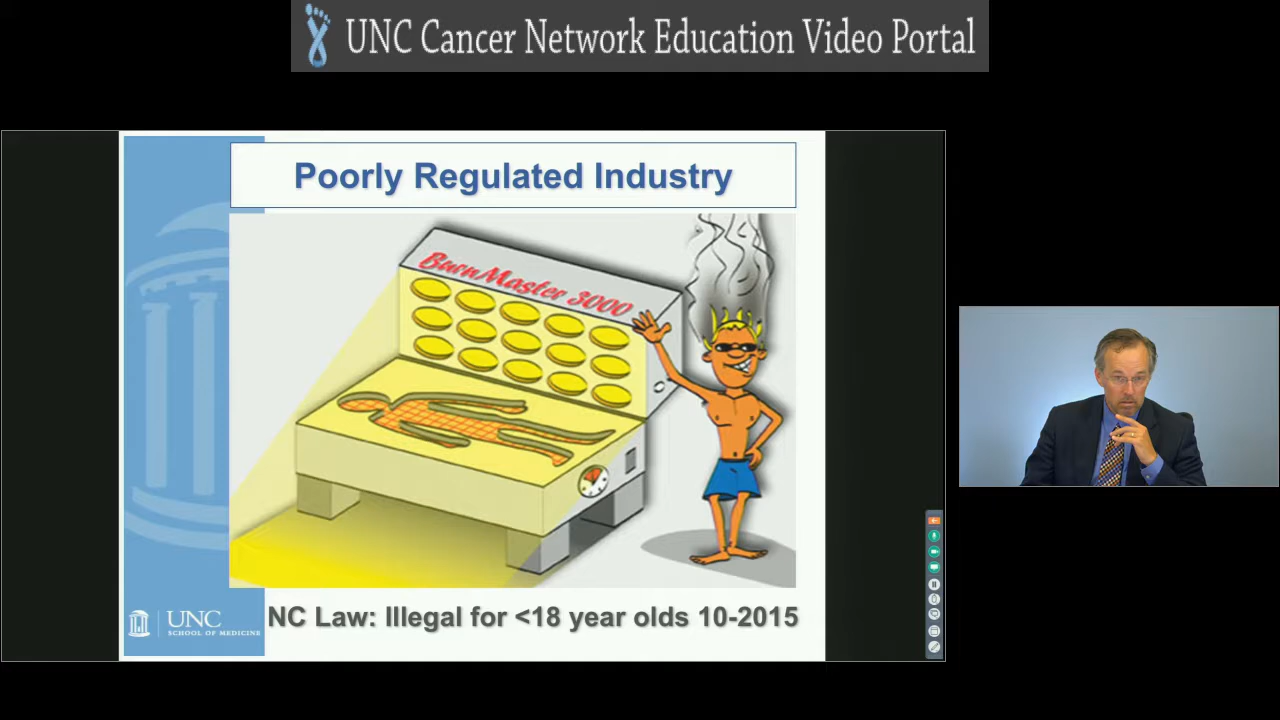 UNC Cancer Network Education Video Portal
Poorly Regulated Industry
BurnMaster 3000
NC Law: Illegal for <18 year olds 10-2015
UNC
SCHOOL OF MEDICINE